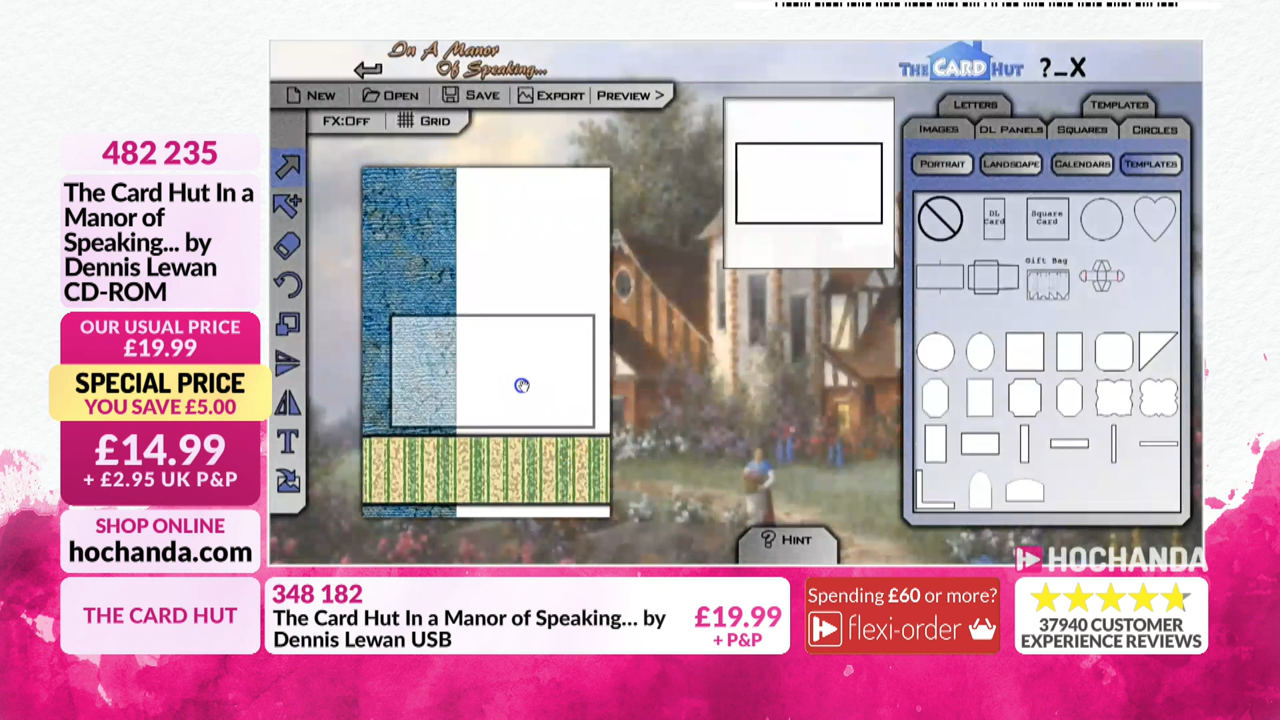 In A Manor
Of Speaking...
THE CARD HUT
?_X
NEW
OPEN
SAVE
EXPORT
PREVIEW >
FX:OFF
GRID
LETTERS
TEMPLATES
IMAGES
DL PANELS
SQUARES
CIRCLES
PORTRAIT
LANDSCAPE
CALENDARS
TEMPLATES
DL
Card
Square
Card
Gift Bag
T
? HINT
482 235
The Card Hut In a
Manor of
Speaking... by
Dennis Lewan
CD-ROM
OUR USUAL PRICE
£19.99
SPECIAL PRICE
YOU SAVE £5.00
£14.99
+ £2.95 UK P&P
SHOP ONLINE
hochanda.com
THE CARD HUT
348 182
The Card Hut In a Manor of Speaking... by
Dennis Lewan USB
£19.99
+ P&P
Spending £60 or more?
flexi-order
HOCHANDA
37940 CUSTOMER
EXPERIENCE REVIEWS